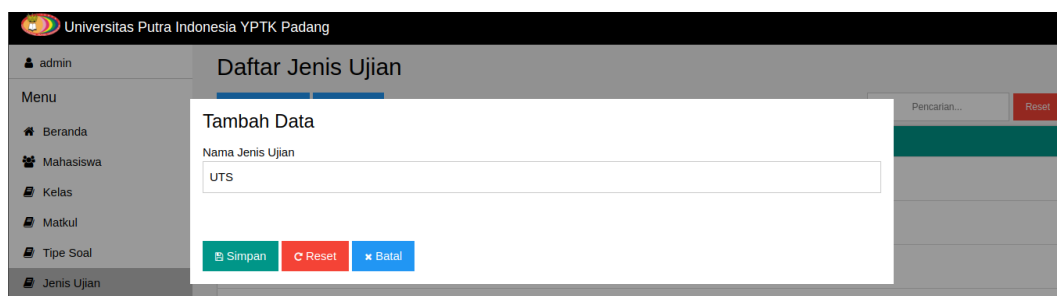 Universitas Putra Indonesia YPTK Padang
admin
Menu
Beranda
Mahasiswa
Kelas
Matkul
Tipe Soal
Jenis Ujian
Daftar Jenis Ujian
Pencarian...
Reset
Tambah Data
Nama Jenis Ujian
UTS
Simpan
Reset
Batal